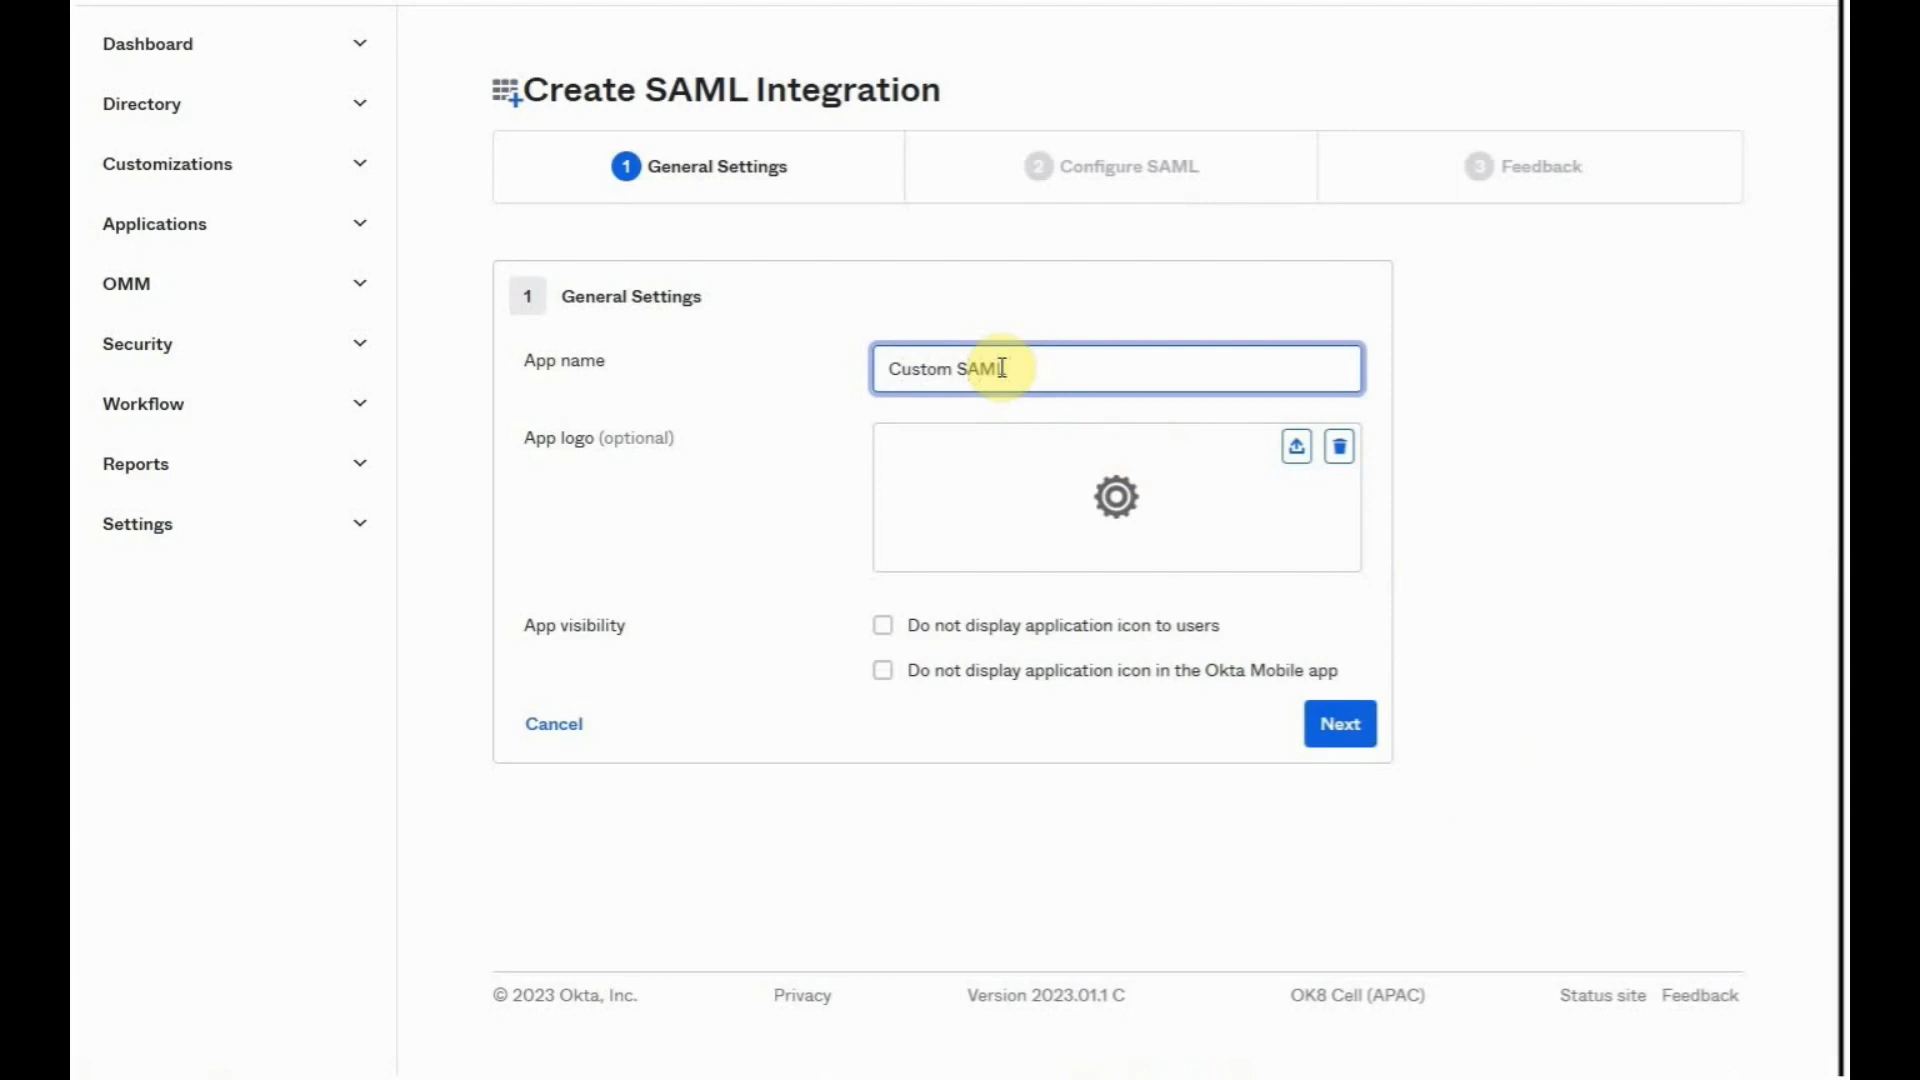 Dashboard
Directory
Customizations
Applications
OMM
Security
Workflow
Reports
Settings
Create SAML Integration
1 General Settings
2 Configure SAML
3 Feedback
1 General Settings
App name
Custom SAML
App logo (optional)
App visibility
Do not display application icon to users
Do not display application icon in the Okta Mobile app
Cancel
Next
© 2023 Okta, Inc.
Privacy
Version 2023.01.1 C
OK8 Cell (APAC)
Status site
Feedback